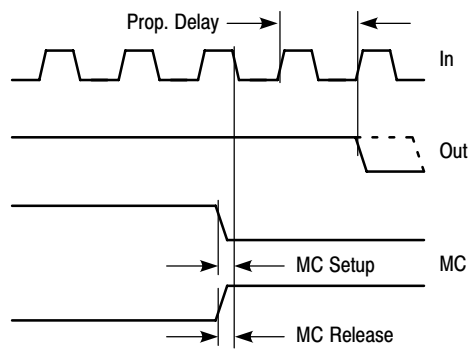 Prop. Delay
In
Out
MC Setup
MC
MC Release